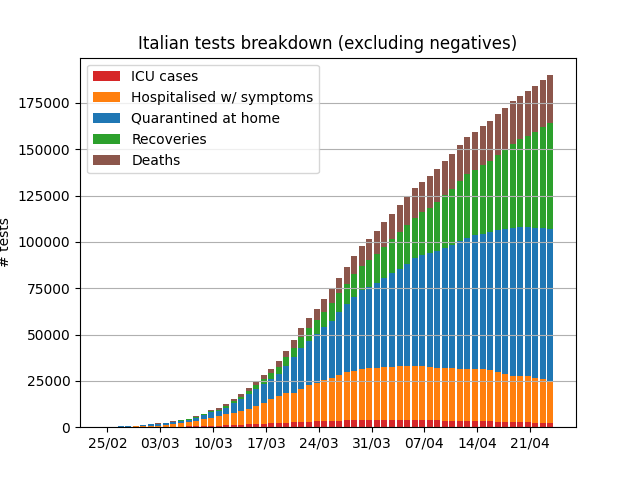 Italian tests breakdown (excluding negatives)
ICU cases
Hospitalised w/ symptoms
Quarantined at home
Recoveries
Deaths
175000
150000
125000
100000
75000
50000
25000
0
# tests
25/02 03/03 10/03 17/03 24/03 31/03 07/04 14/04 21/04